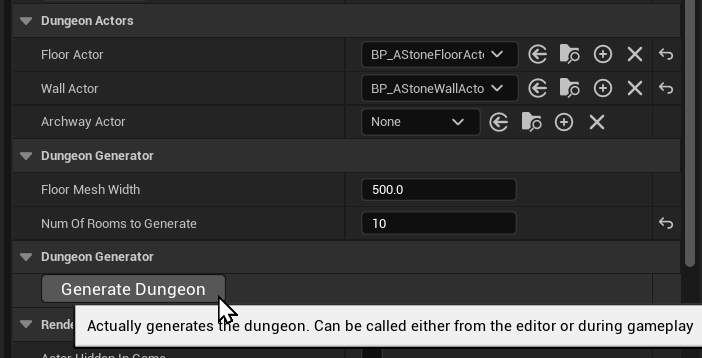 Dungeon Actors
Floor Actor BP_AStoneFloorActo
Wall Actor BP_AStoneWallActo
Archway Actor None
Dungeon Generator
Floor Mesh Width 500.0
Num Of Rooms to Generate 10
Dungeon Generator
Generate Dungeon
Rende
Actually generates the dungeon. Can be called either from the editor or during gameplay
Actor Hidden In Game